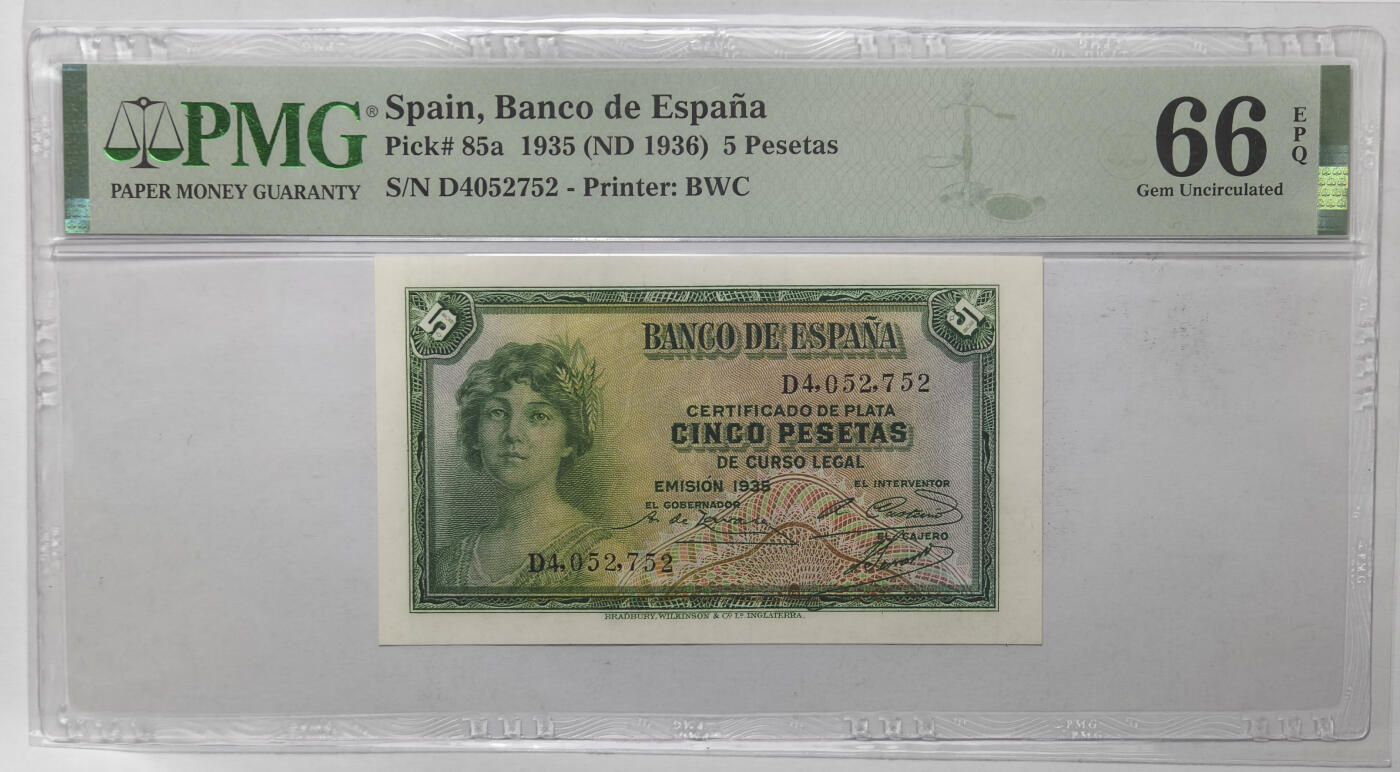 PMG®
PAPER MONEY GUARANTY
Spain, Banco de España
Pick# 85a 1935 (ND 1936) 5 Pesetas
S/N D4052752 - Printer: BWC
66
EPQ
Gem Uncirculated
5
5
BANCO DE ESPAÑA
D4,052,752
CERTIFICADO DE PLATA
CINCO PESETAS
DE CURSO LEGAL
EMISIÓN 1935
EL INTERVENTOR
EL GOBERNADOR
EL CAJERO
D4,052,752
BRADBURY, WILKINSON & Cº Lᴰ INGLATERRA.